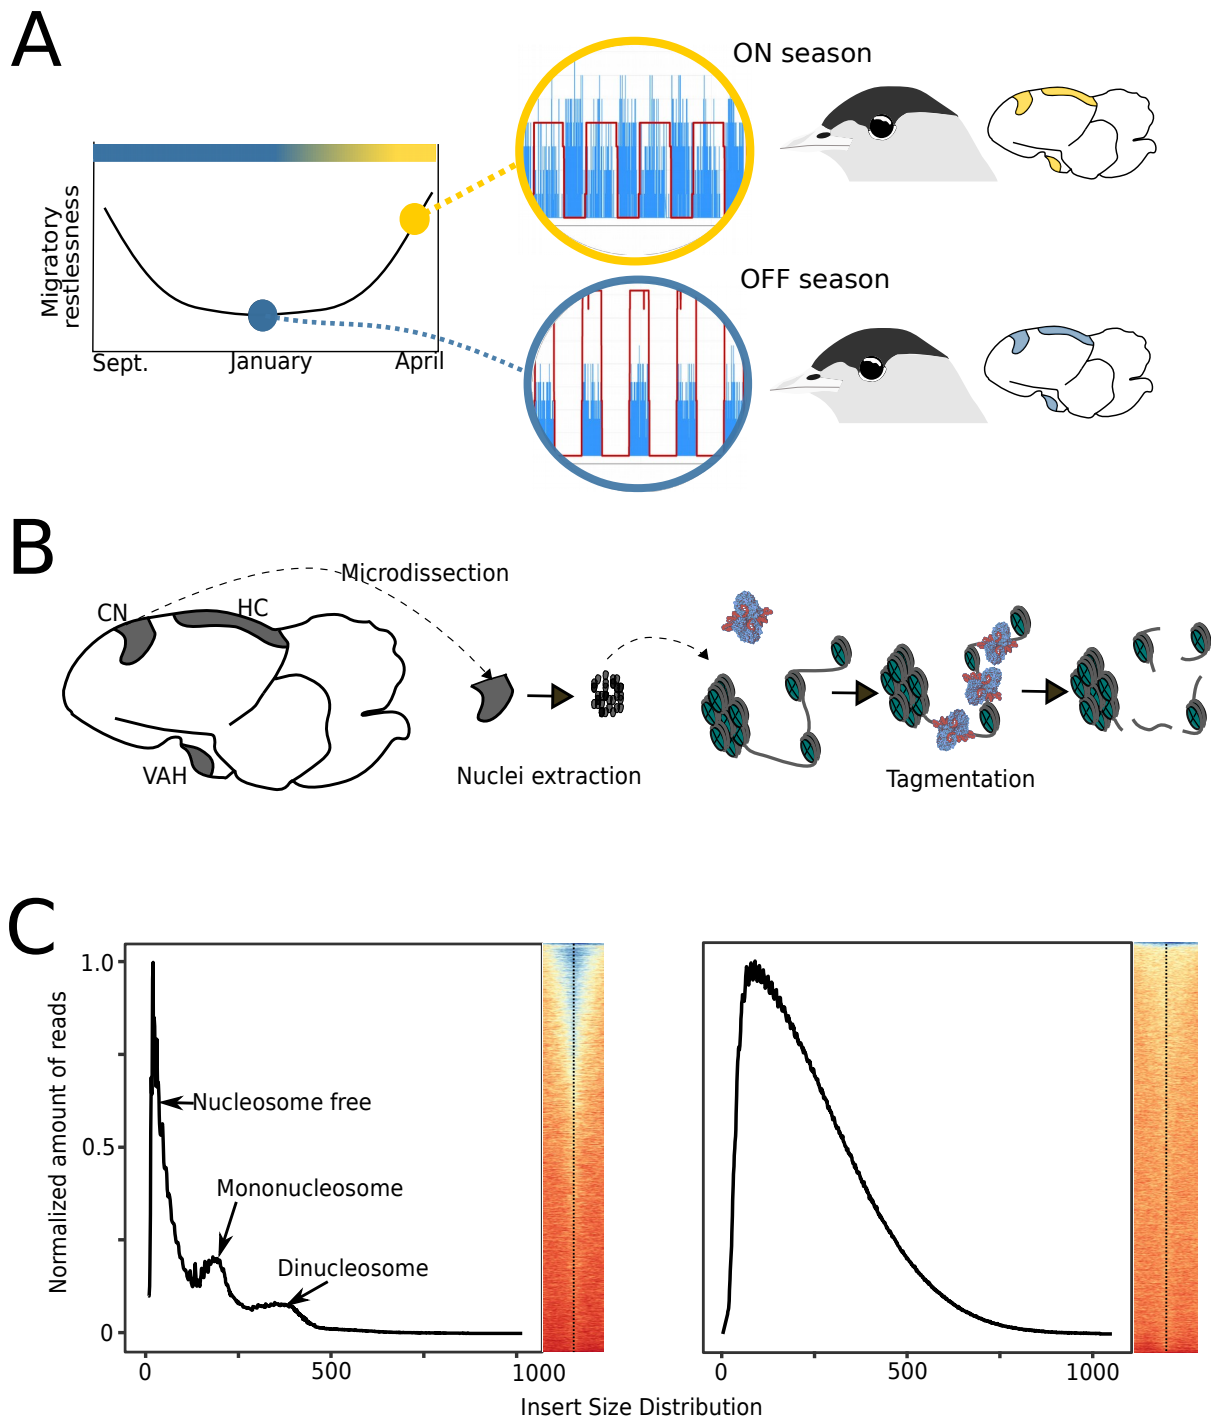 A
ON season
Migratory
restlessness
OFF season
Sept.
January
April
B
Microdissection
CN
HC
VAH
Nuclei extraction
Tagmentation
C
Normalized amount of reads
1.0
0.5
0
Nucleosome free
Mononucleosome
Dinucleosome
0
500
1000
0
500
1000
Insert Size Distribution